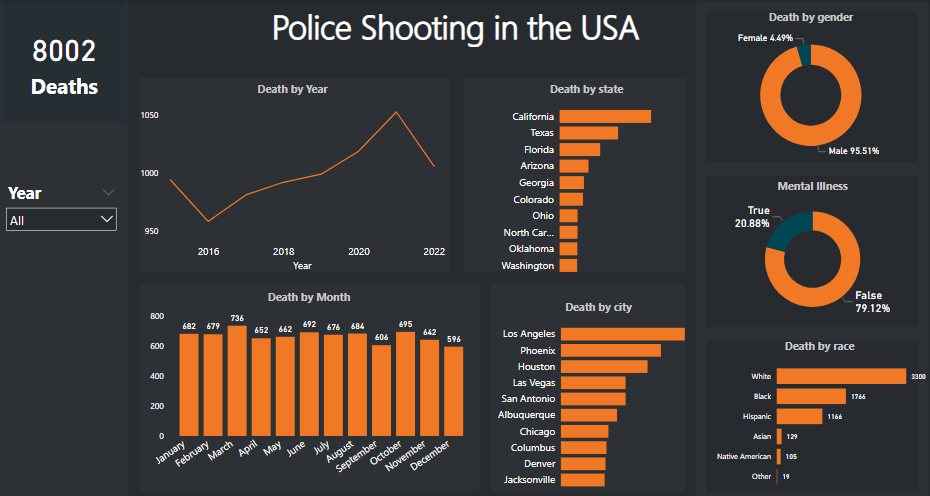 Police Shooting in the USA
8002
Deaths
Year
All
Death by Year
1050
1000
950
2016 2018 2020 2022
Year
Death by state
California
Texas
Florida
Arizona
Georgia
Colorado
Ohio
North Car...
Oklahoma
Washington
Death by gender
Female 4.49%
Male 95.51%
Mental Illness
True
20.88%
False
79.12%
Death by Month
800
600
400
200
0
682 679 736 652 662 692 676 684 606 695 642 596
January February March April May June July August September October November December
Death by city
Los Angeles
Phoenix
Houston
Las Vegas
San Antonio
Albuquerque
Chicago
Columbus
Denver
Jacksonville
Death by race
White 3300
Black 1766
Hispanic 1166
Asian 129
Native American 105
Other 19